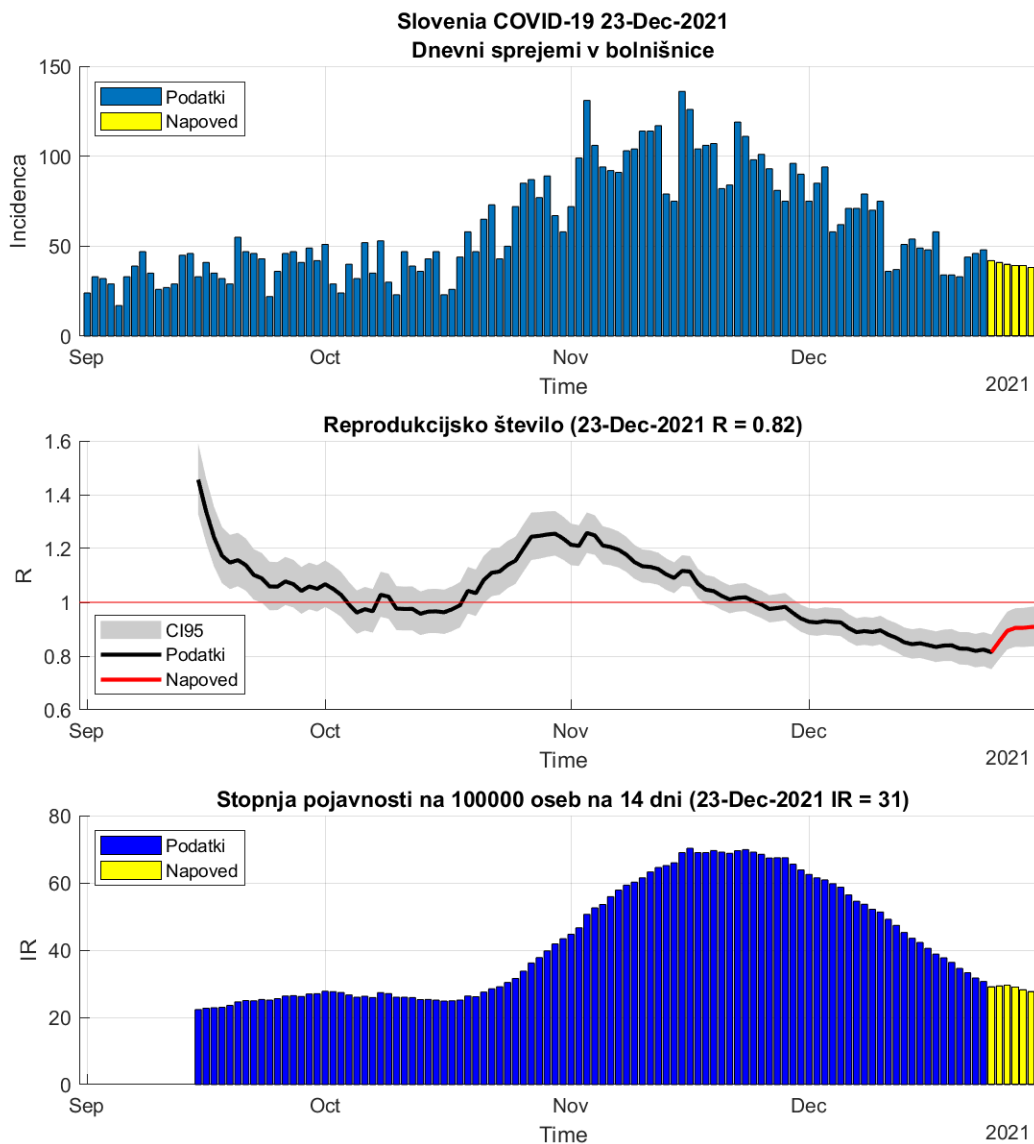 Slovenia COVID-19 23-Dec-2021
Dnevni sprejemi v bolnišnice
150
100
50
0
Incidenca
Podatki
Napoved
Sep Oct Nov Dec
Time
2021
Reprodukcijsko število (23-Dec-2021 R = 0.82)
1.6
1.4
1.2
1
0.8
0.6
R
CI95
Podatki
Napoved
Sep Oct Nov Dec
Time
2021
Stopnja pojavnosti na 100000 oseb na 14 dni (23-Dec-2021 IR = 31)
80
60
40
20
0
IR
Podatki
Napoved
Sep Oct Nov Dec
Time
2021